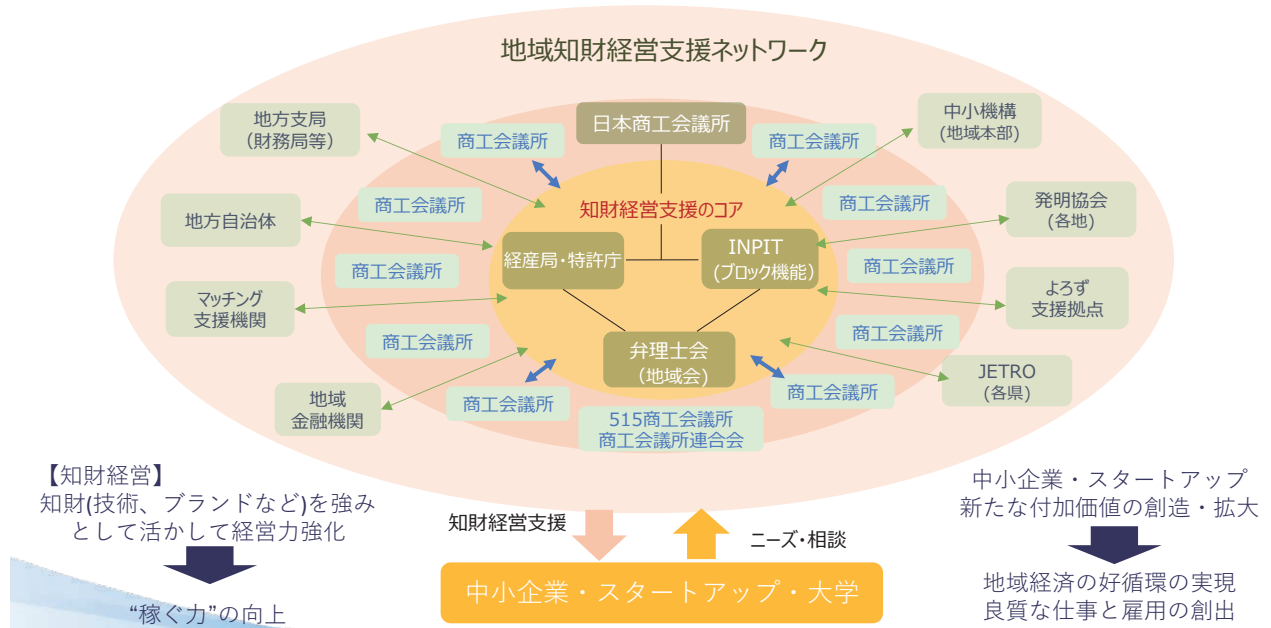 地域知財経営支援ネットワーク
地方支局
(財務局等)
商工会議所
日本商工会議所
商工会議所
中小機構
(地域本部)
商工会議所
商工会議所
地方自治体
知財経営支援のコア
発明協会
(各地)
経産局・特許庁
INPIT
(ブロック機能)
商工会議所
商工会議所
マッチング
支援機関
よろず
支援拠点
商工会議所
商工会議所
弁理士会
(地域会)
JETRO
(各県)
地域
金融機関
商工会議所
商工会議所
515商工会議所
商工会議所連合会
【知財経営】
知財(技術、ブランドなど)を強み
として活かして経営力強化
“稼ぐ力”の向上
知財経営支援
ニーズ・相談
中小企業・スタートアップ・大学
中小企業・スタートアップ
新たな付加価値の創造・拡大
地域経済の好循環の実現
良質な仕事と雇用の創出